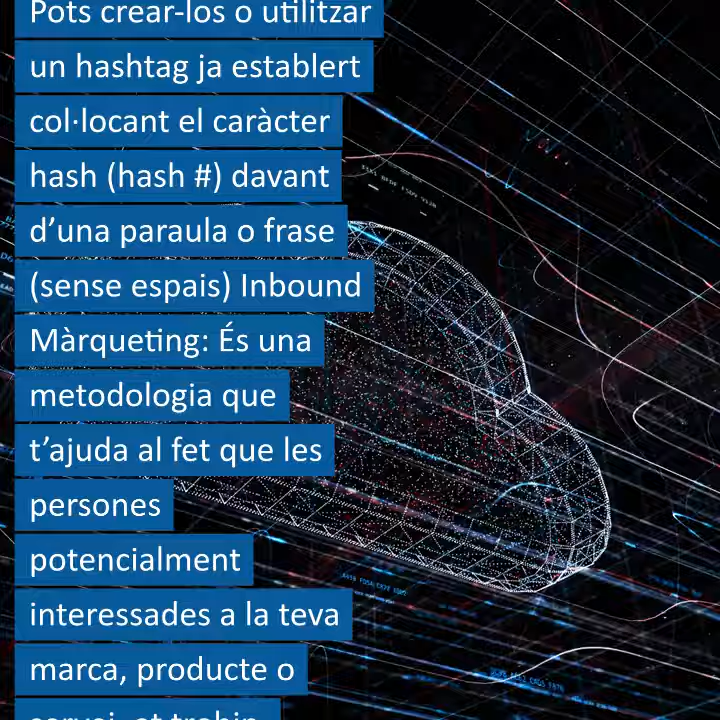 Pots crear-los o utilitzar
un hashtag ja establert
col·locant el caràcter
hash (hash #) davant
d’una paraula o frase
(sense espais) Inbound
Màrqueting: És una
metodologia que
t’ajuda al fet que les
persones
potencialment
interessades a la teva
marca, producte o